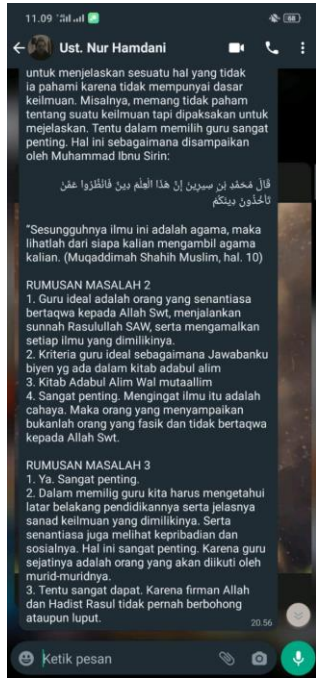 11.09
68
Ust. Nur Hamdani
untuk menjelaskan sesuatu hal yang tidak
ia pahami karena tidak mempunyai dasar
keilmuan. Misalnya, memang tidak paham
tentang suatu keilmuan tapi dipaksakan untuk
mejelaskan. Tentu dalam memilih guru sangat
penting. Hal ini sebagaimana disampaikan
oleh Muhammad Ibnu Sirin:
قَالَ مُحَمَّدِ بْنِ سِيرِينَ إِنَّ هَذَا الْعِلْمَ دِينٌ فَانْظُرُوا عَمَّنْ
تَأْخُذُونَ دِينَكُمْ
"Sesungguhnya ilmu ini adalah agama, maka
lihatlah dari siapa kalian mengambil agama
kalian. (Muqaddimah Shahih Muslim, hal. 10)
RUMUSAN MASALAH 2
1. Guru ideal adalah orang yang senantiasa
bertaqwa kepada Allah Swt, menjalankan
sunnah Rasulullah SAW, serta mengamalkan
setiap ilmu yang dimilikinya.
2. Kriteria guru ideal sebagaimana Jawabanku
biyen yg ada dalam kitab adabul alim
3. Kitab Adabul Alim Wal mutaallim
4. Sangat penting. Mengingat ilmu itu adalah
cahaya. Maka orang yang menyampaikan
bukanlah orang yang fasik dan tidak bertaqwa
kepada Allah Swt.
RUMUSAN MASALAH 3
1. Ya. Sangat penting.
2. Dalam memilig guru kita harus mengetahui
latar belakang pendidikannya serta jelasnya
sanad keilmuan yang dimilikinya. Serta
senantiasa juga melihat kepribadian dan
sosialnya. Hal ini sangat penting. Karena guru
sejatinya adalah orang yang akan diikuti oleh
murid-muridnya.
3. Tentu sangat dapat. Karena firman Allah
dan Hadist Rasul tidak pernah berbohong
ataupun luput.
20.56
Ketik pesan